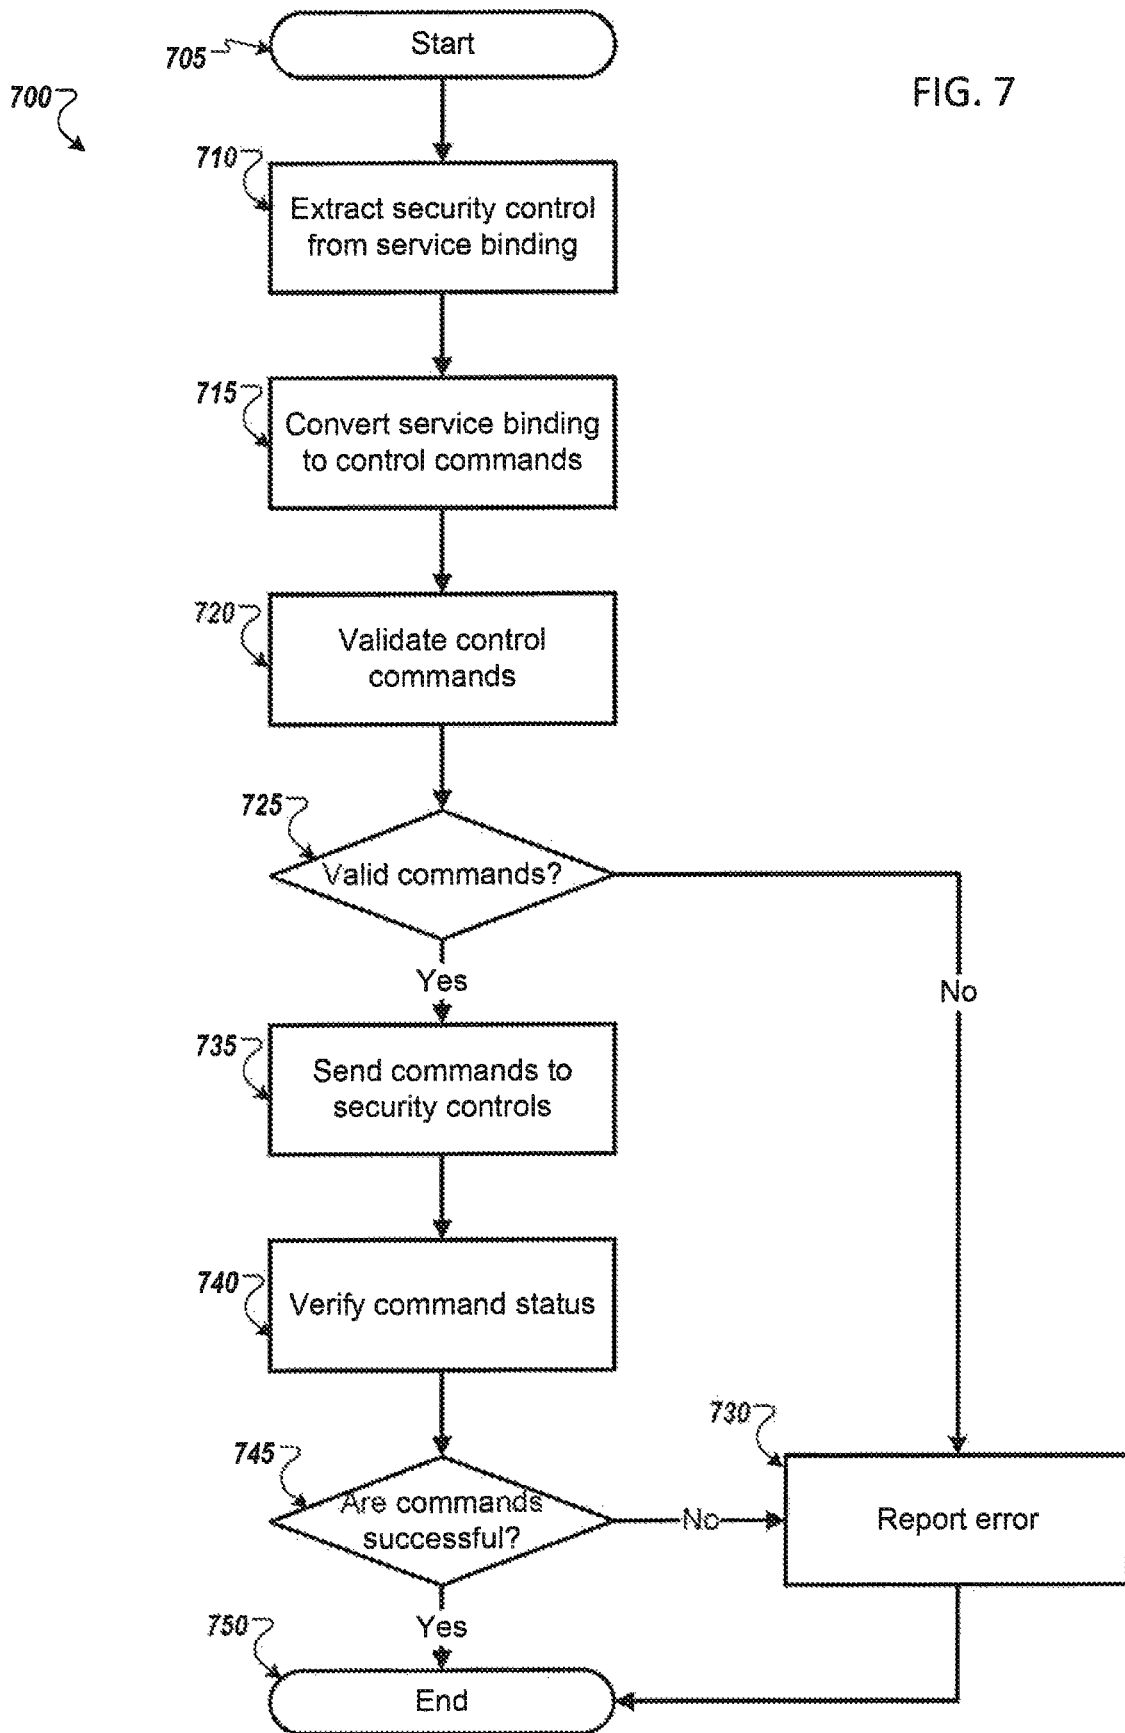 705
Start
700
FIG. 7
710
Extract security control
from service binding
715
Convert service binding
to control commands
720
Validate control
commands
725
Valid commands?
Yes
No
735
Send commands to
security controls
740
Verify command status
730
745
Are commands
successful?
No
Report error
Yes
750
End